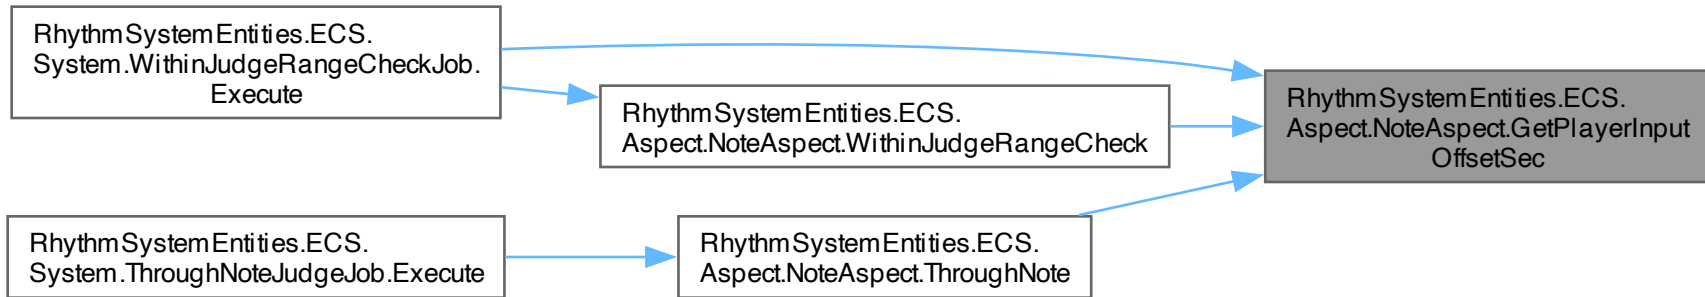 RhythmSystemEntities.ECS.
System.WithinJudgeRangeCheckJob.
Execute
RhythmSystemEntities.ECS.
Aspect.NoteAspect.WithinJudgeRangeCheck
RhythmSystemEntities.ECS.
Aspect.NoteAspect.GetPlayerInput
OffsetSec
RhythmSystemEntities.ECS.
System.ThroughNoteJudgeJob.Execute
RhythmSystemEntities.ECS.
Aspect.NoteAspect.ThroughNote